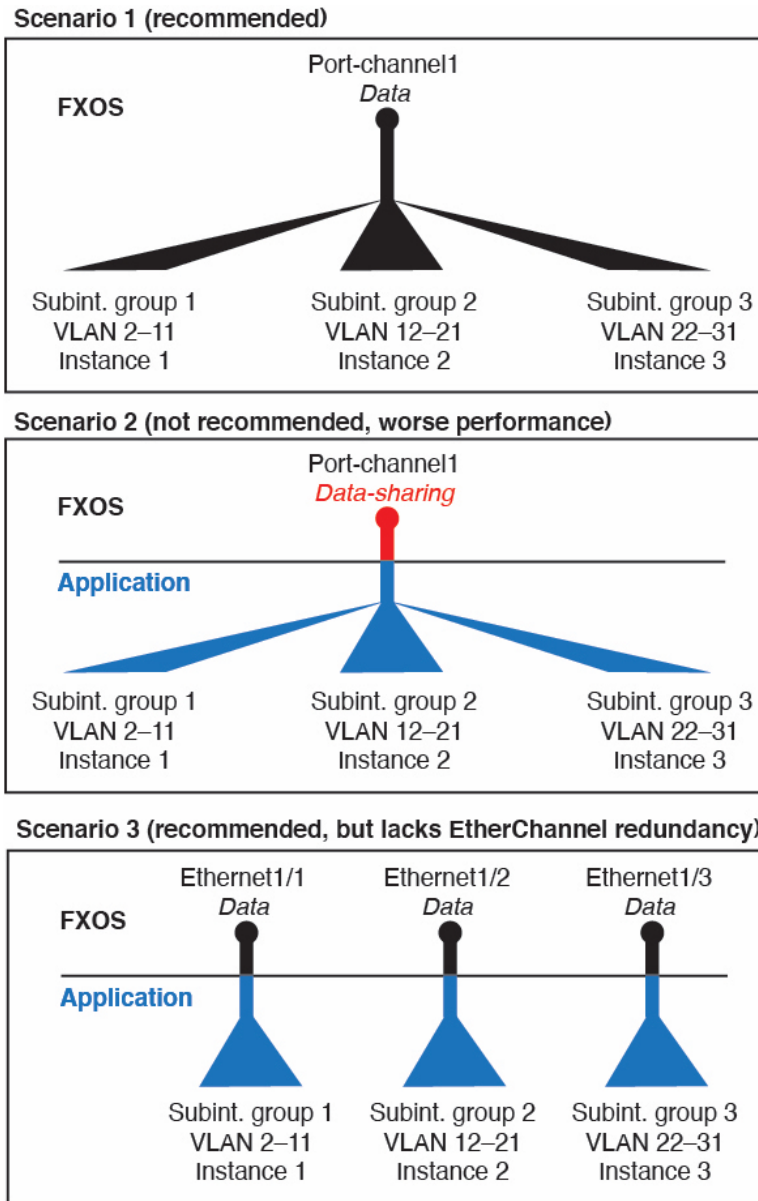 Scenario 1 (recommended)
Port-channel1
Data
FXOS
Subint. group 1
VLAN 2–11
Instance 1
Subint. group 2
VLAN 12–21
Instance 2
Subint. group 3
VLAN 22–31
Instance 3
Scenario 2 (not recommended, worse performance)
Port-channel1
Data-sharing
FXOS
Application
Subint. group 1
VLAN 2–11
Instance 1
Subint. group 2
VLAN 12–21
Instance 2
Subint. group 3
VLAN 22–31
Instance 3
Scenario 3 (recommended, but lacks EtherChannel redundancy)
Ethernet1/1
Data
Ethernet1/2
Data
Ethernet1/3
Data
FXOS
Application
Subint. group 1
VLAN 2–11
Instance 1
Subint. group 2
VLAN 12–21
Instance 2
Subint. group 3
VLAN 22–31
Instance 3